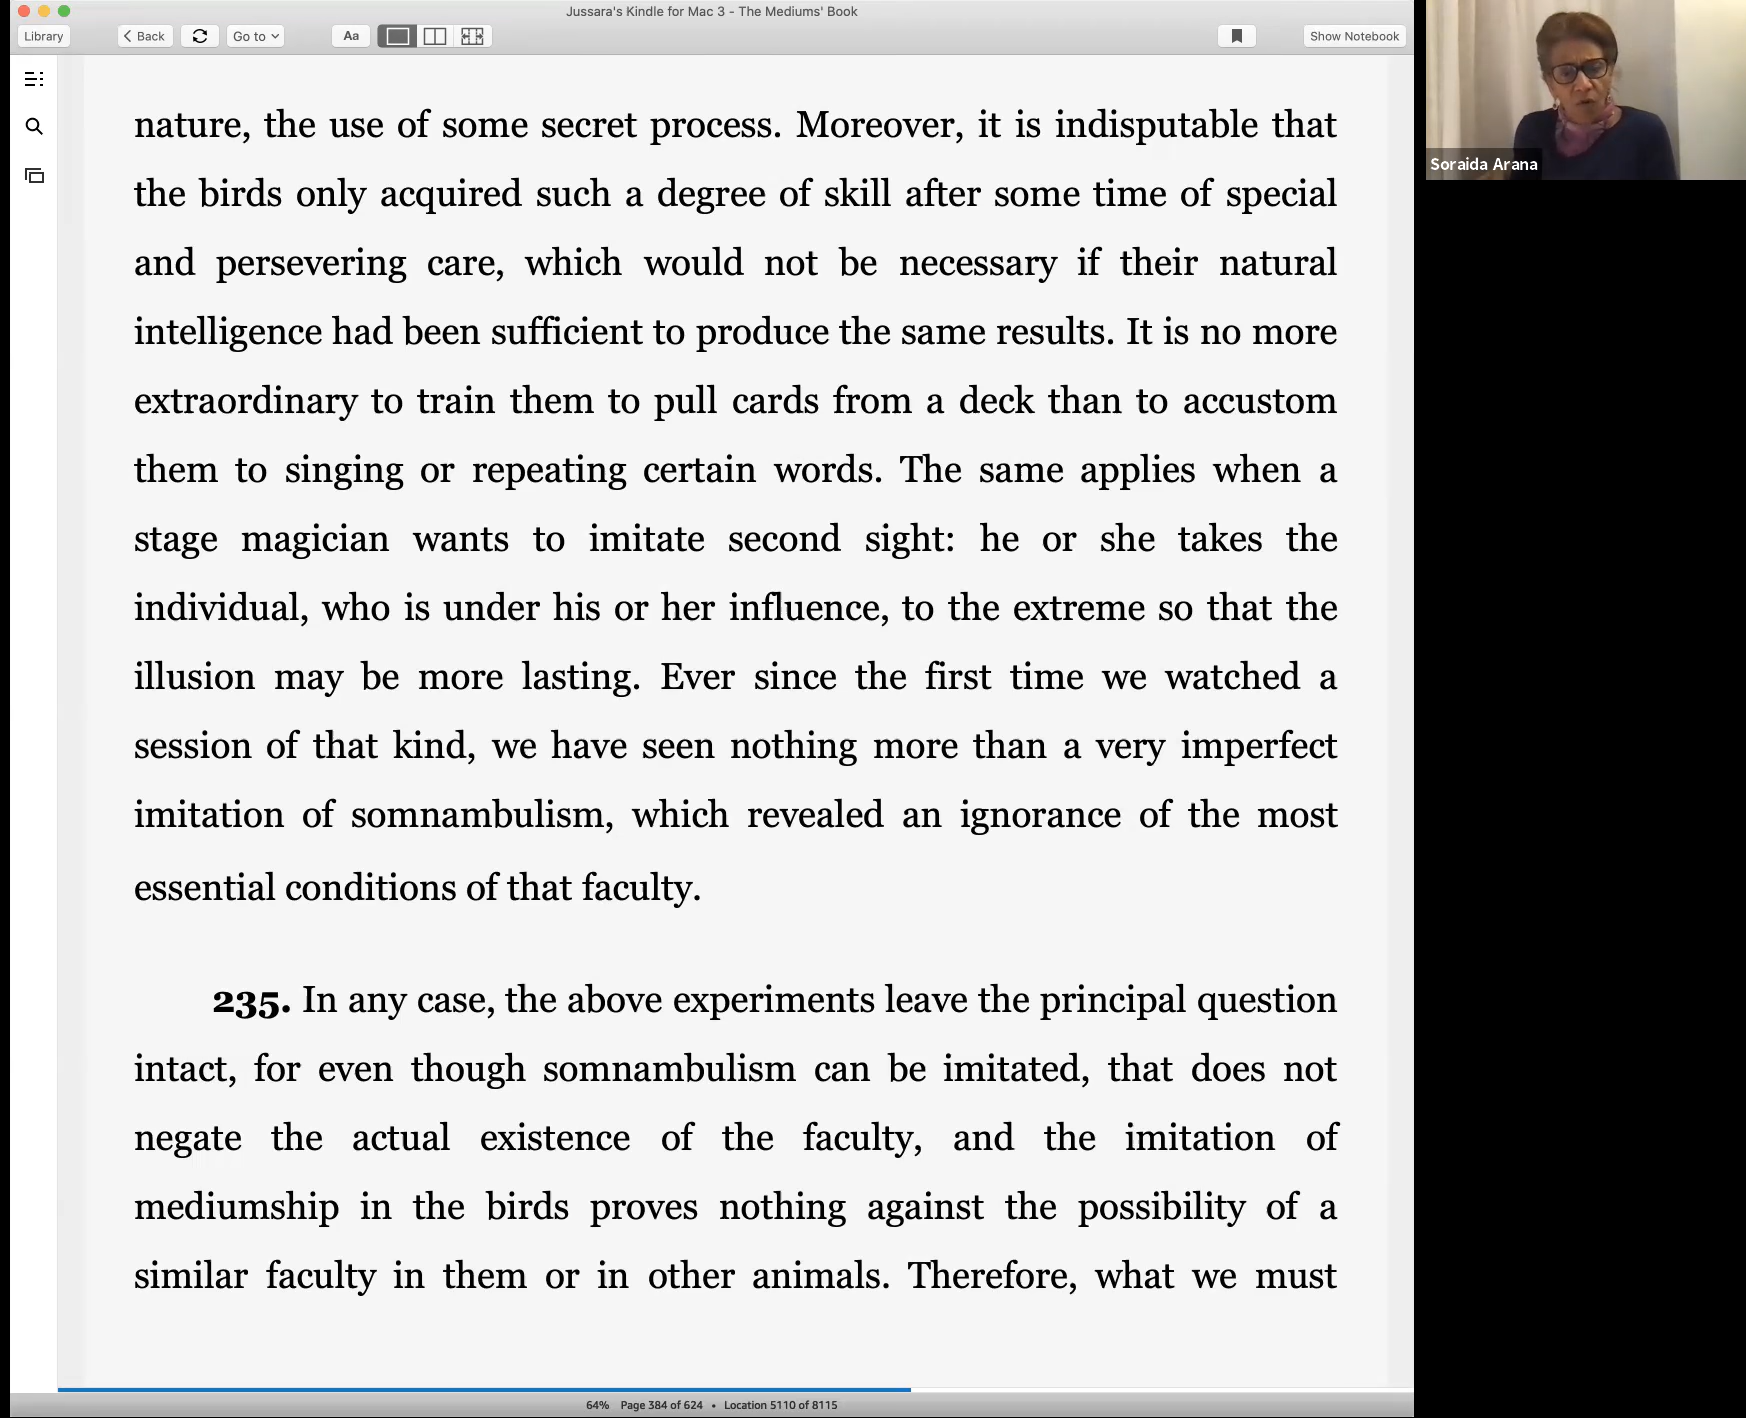 Jussara's Kindle for Mac 3 - The Mediums' Book
Library
Back
Go to
Aa
Show Notebook
nature, the use of some secret process. Moreover, it is indisputable that
the birds only acquired such a degree of skill after some time of special
and persevering care, which would not be necessary if their natural
intelligence had been sufficient to produce the same results. It is no more
extraordinary to train them to pull cards from a deck than to accustom
them to singing or repeating certain words. The same applies when a
stage magician wants to imitate second sight: he or she takes the
individual, who is under his or her influence, to the extreme so that the
illusion may be more lasting. Ever since the first time we watched a
session of that kind, we have seen nothing more than a very imperfect
imitation of somnambulism, which revealed an ignorance of the most
essential conditions of that faculty.
235. In any case, the above experiments leave the principal question
intact, for even though somnambulism can be imitated, that does not
negate the actual existence of the faculty, and the imitation of
mediumship in the birds proves nothing against the possibility of a
similar faculty in them or in other animals. Therefore, what we must
64% Page 384 of 624 • Location 5110 of 8115
Soraida Arana